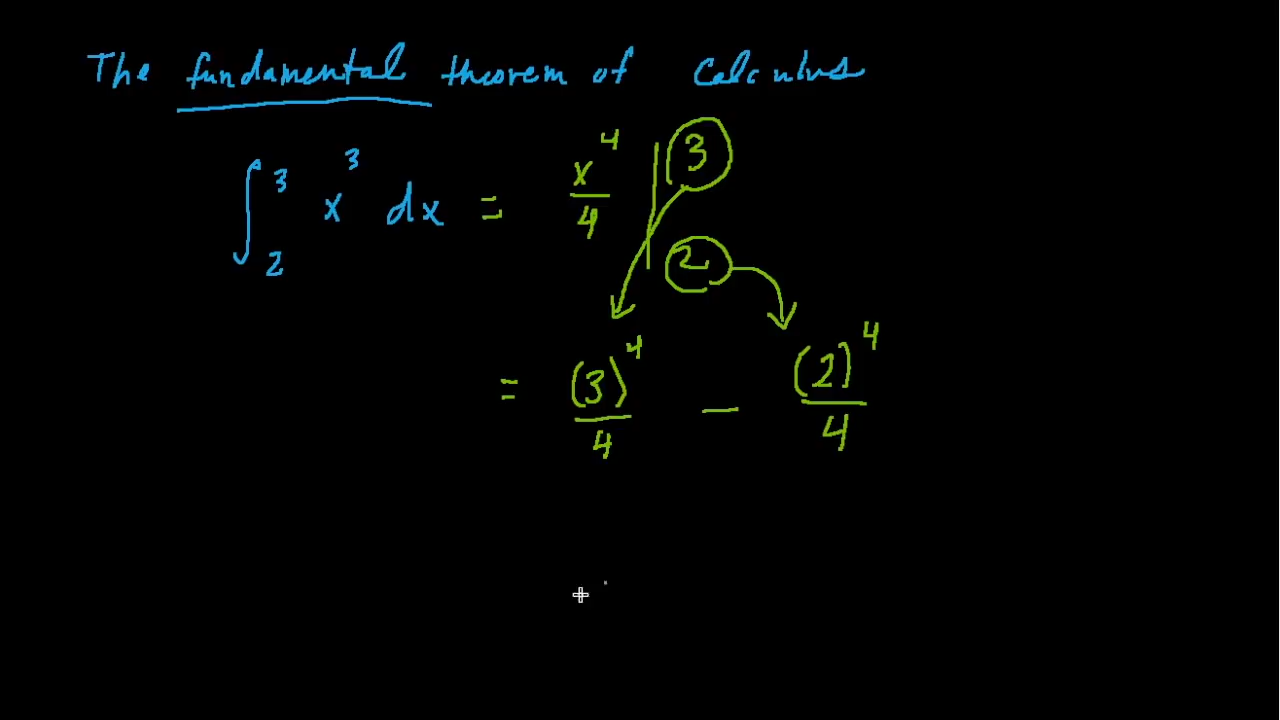 The fundamental theorem of Calculus
∫₂³ x³ dx = x⁴/4 |₂³
= (3)⁴/4 − (2)⁴/4